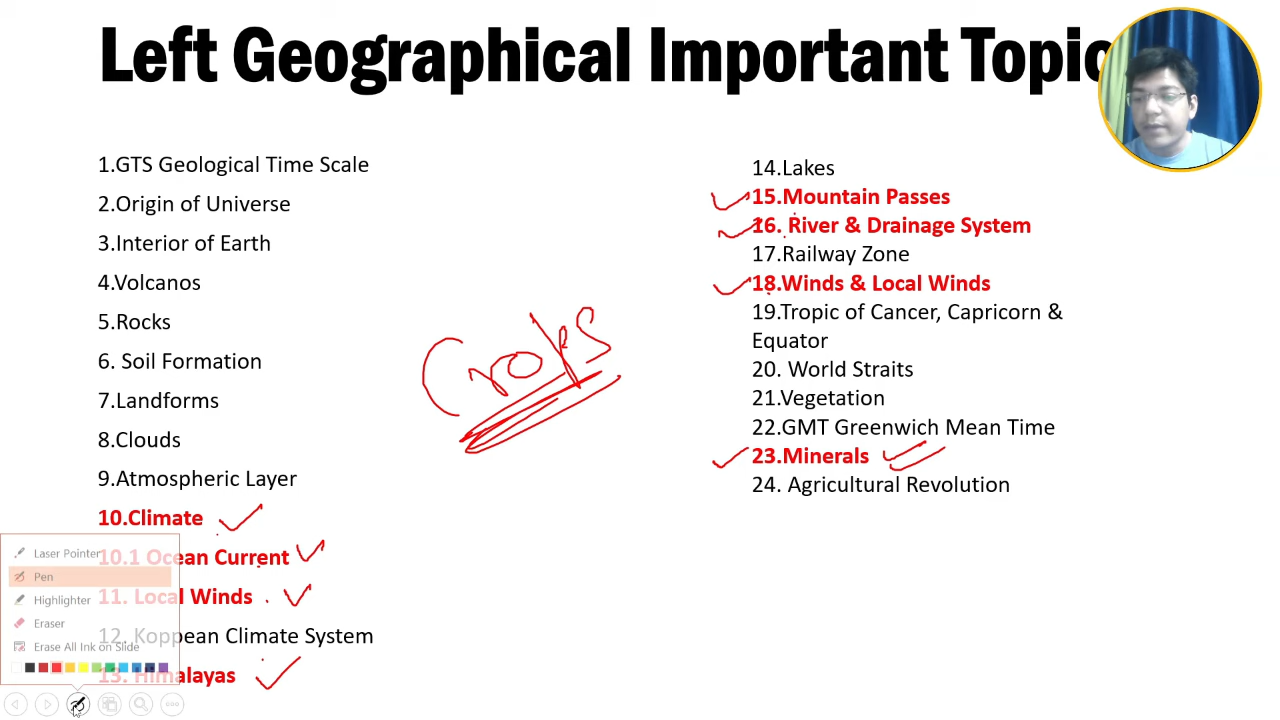 Left Geographical Important Topic
1.GTS Geological Time Scale
2.Origin of Universe
3.Interior of Earth
4.Volcanos
5.Rocks
6. Soil Formation
7.Landforms
8.Clouds
9.Atmospheric Layer
10.Climate
10.1 Ocean Current
11. Local Winds
12. Koppean Climate System
13. Himalayas
Laser Pointer
Pen
Highlighter
Eraser
Erase All Ink on Slide
Crops
14.Lakes
15.Mountain Passes
16. River & Drainage System
17.Railway Zone
18.Winds & Local Winds
19.Tropic of Cancer, Capricorn &
Equator
20. World Straits
21.Vegetation
22.GMT Greenwich Mean Time
23.Minerals
24. Agricultural Revolution